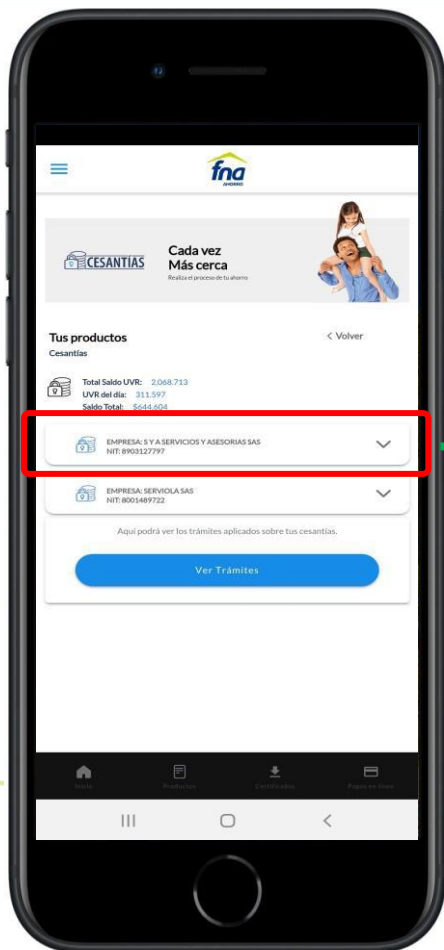 fna
AHORRO
CESANTÍAS
Cada vez
Más cerca
Realiza el proceso de tu ahorro
Tus productos
< Volver
Cesantías
Total Saldo UVR: 2,068.713
UVR del día: 311.597
Saldo Total: $644,604
EMPRESA: S Y A SERVICIOS Y ASESORIAS SAS
NIT: 8903127797
EMPRESA: SERVIOLA SAS
NIT: 8001489722
Aquí podrá ver los trámites aplicados sobre tus cesantías.
Ver Trámites
Inicio
Productos
Certificados
Pagos en línea